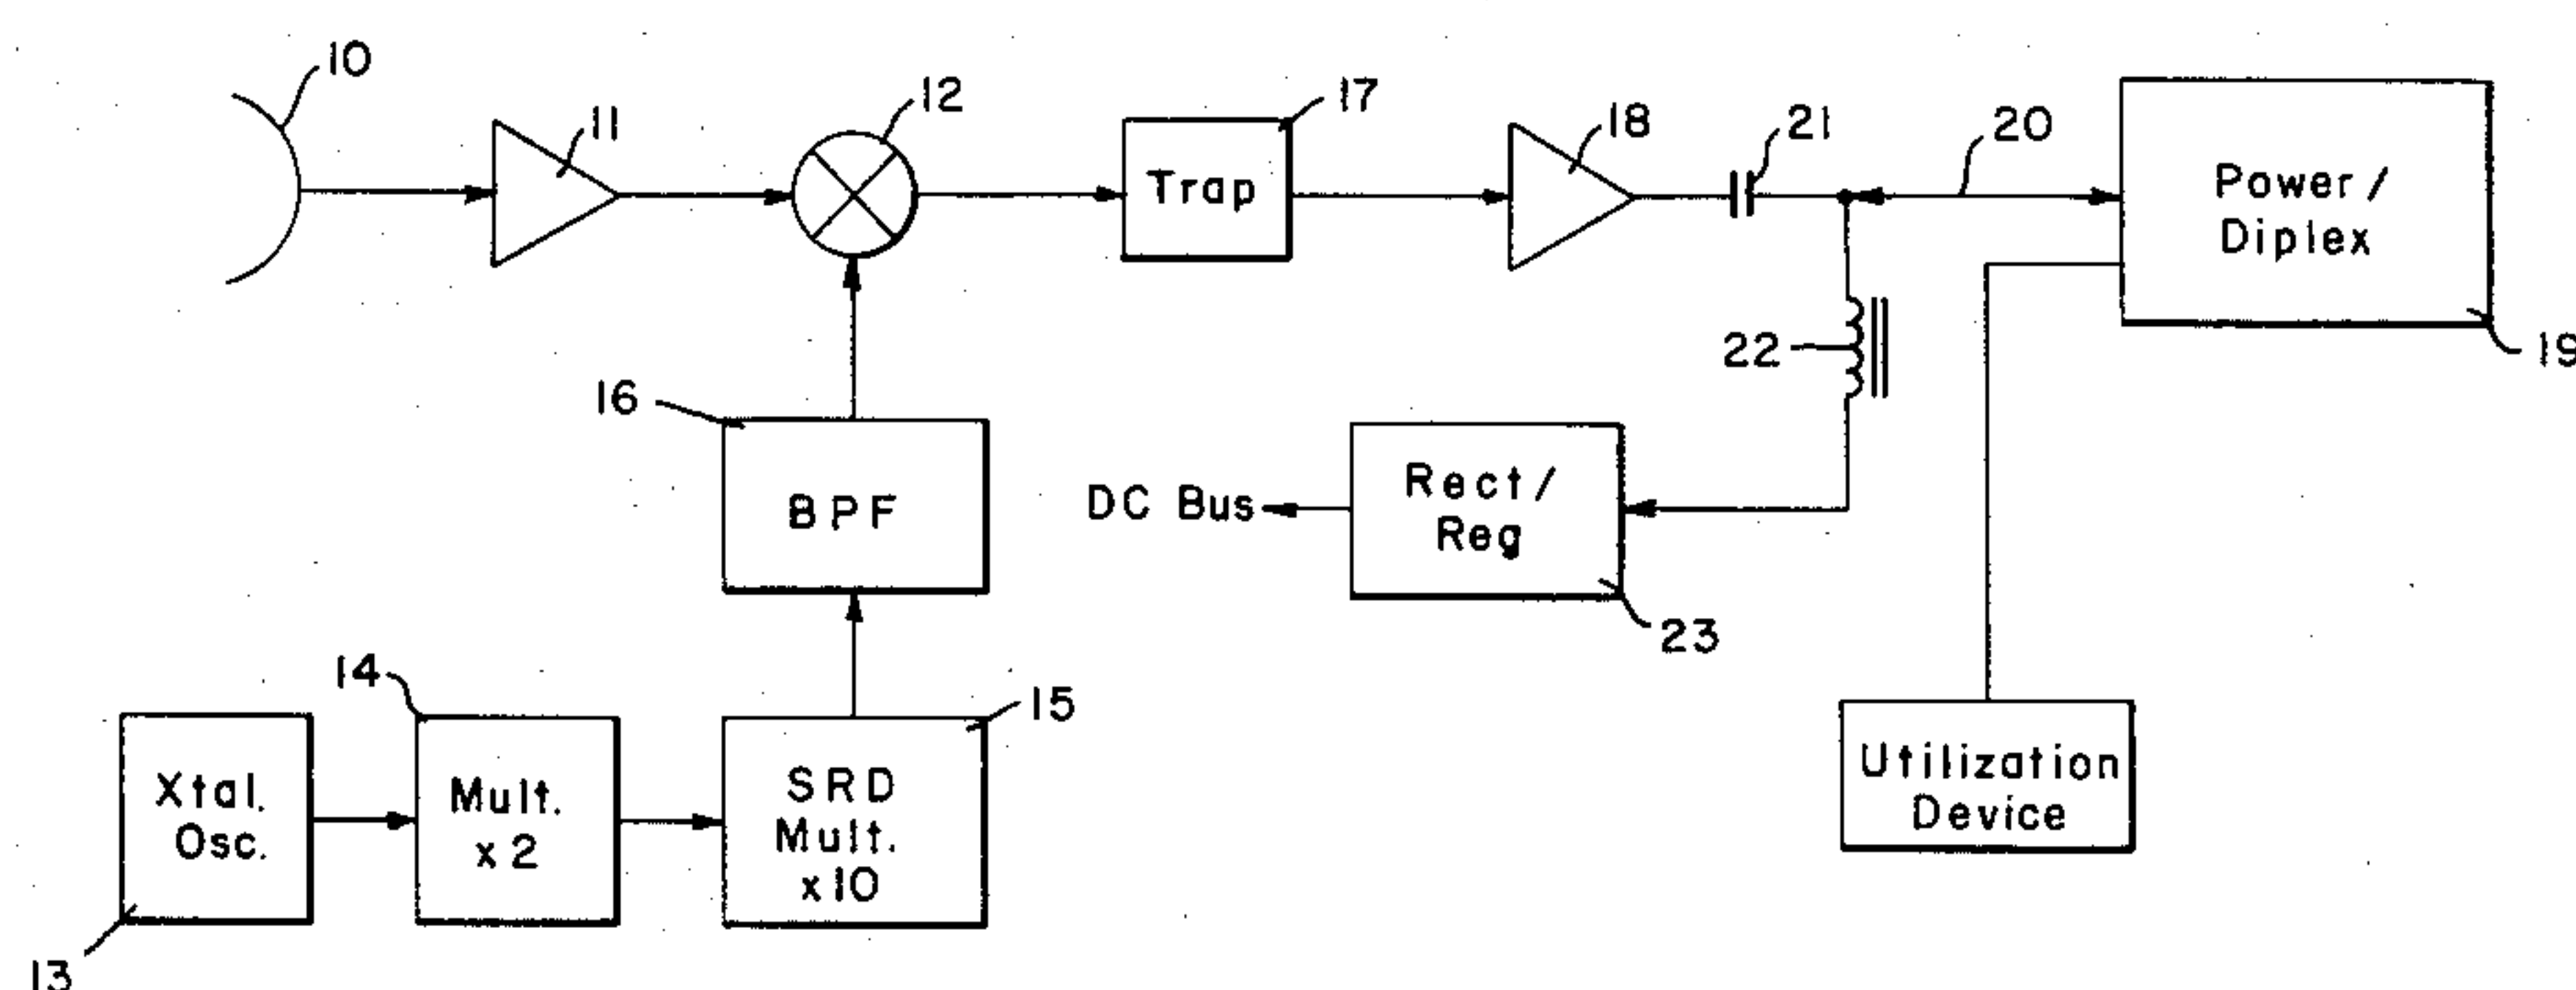 10
11
12
17
18
21
20
Trap
Power /
Diplex
19
22
16
BPF
DC Bus
Rect /
Reg
23
14
15
Xtal.
Osc.
Mult.
x 2
SRD
Mult.
x 10
Utilization
Device
13